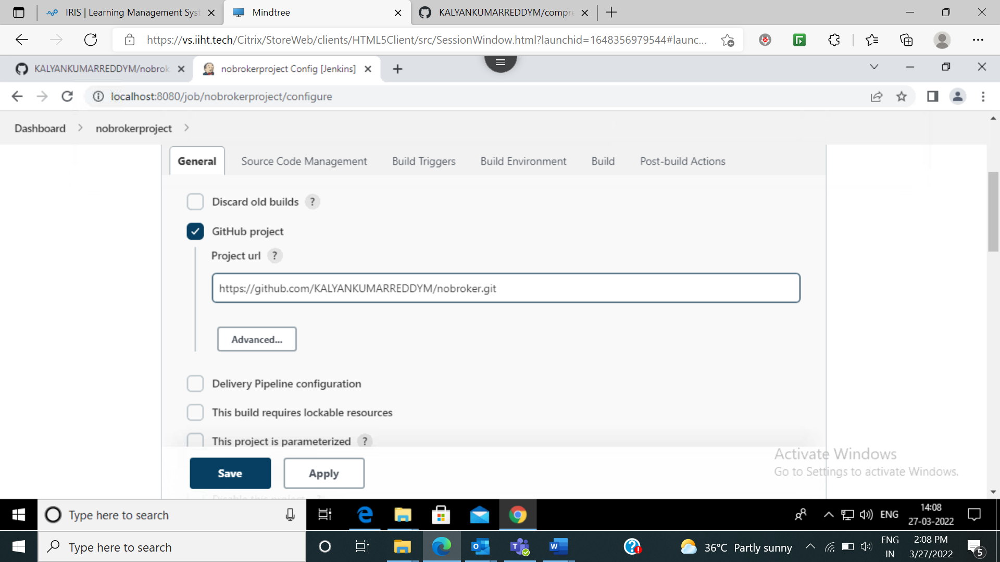 IRIS | Learning Management Syst
Mindtree
KALYANKUMARREDDYM/compre
https://vs.iiht.tech/Citrix/StoreWeb/clients/HTML5Client/src/SessionWindow.html?launchid=1648356979544#launc...
KALYANKUMARREDDYM/nobrok
nobrokerproject Config [Jenkins]
localhost:8080/job/nobrokerproject/configure
Dashboard
nobrokerproject
General
Source Code Management
Build Triggers
Build Environment
Build
Post-build Actions
Discard old builds ?
GitHub project
Project url ?
https://github.com/KALYANKUMARREDDYM/nobroker.git
Advanced...
Delivery Pipeline configuration
This build requires lockable resources
This project is parameterized ?
Save
Apply
Activate Windows
Go to Settings to activate Windows.
Type here to search
ENG
14:08
27-03-2022
Type here to search
36°C Partly sunny
ENG
IN
2:08 PM
3/27/2022
5